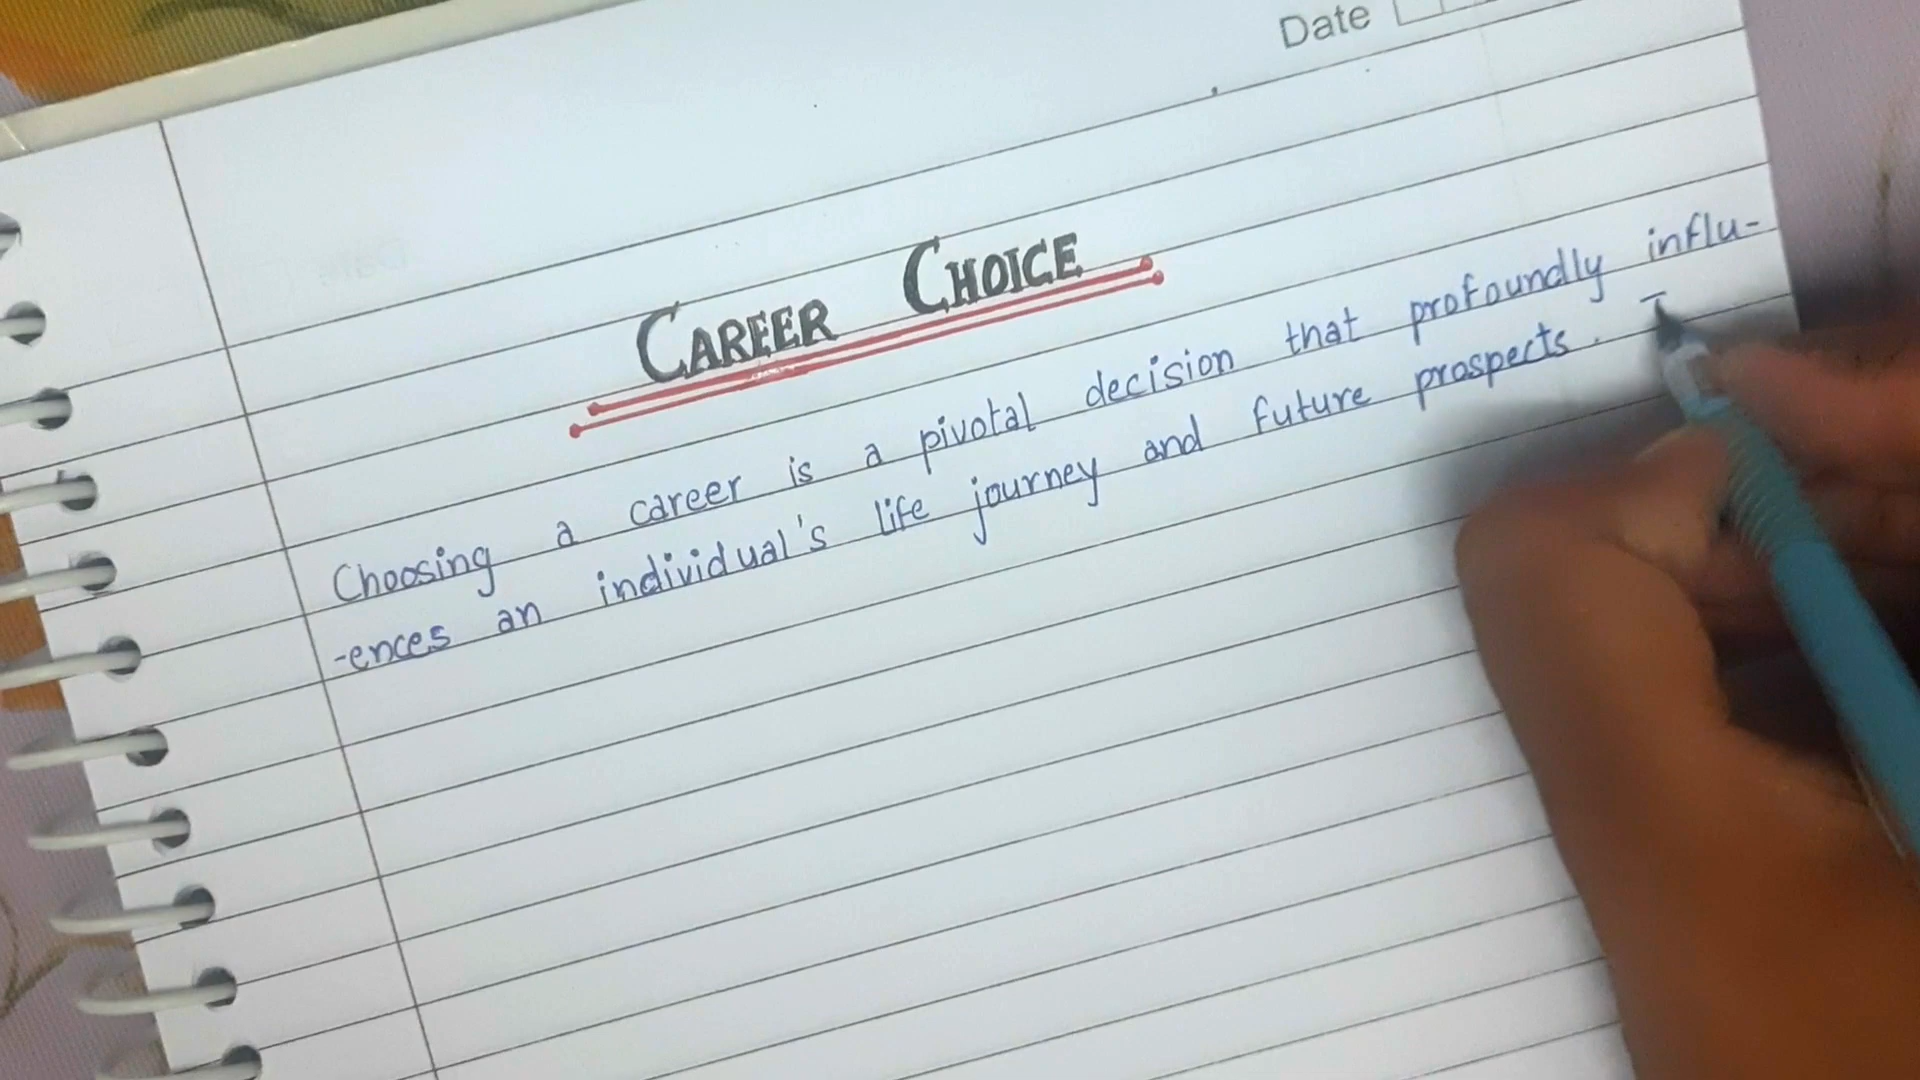 Date
CAREER CHOICE
Choosing a career is a pivotal decision that profoundly influ-
-ences an individual's life journey and future prospects.